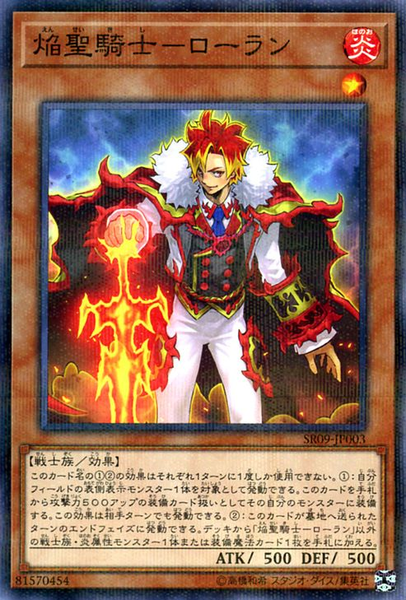 焔聖騎士－ローラン
えん せい き し
ほのお
炎
SR09-JP003
【戦士族／効果】
このカード名の①②の効果はそれぞれ1ターンに1度しか使用できない。①：自分
フィールドの表側表示モンスター1体を対象として発動できる。このカードを手札
から攻撃力500アップの装備カード扱いとしてその自分のモンスターに装備
する。この効果は相手ターンでも発動できる。②：このカードが墓地へ送られた
ターンのエンドフェイズに発動できる。デッキから「焔聖騎士－ローラン」以外
の戦士族・炎属性モンスター1体または装備魔法カード1枚を手札に加える。
ATK/ 500 DEF/ 500
81570454
©高橋和希 スタジオ・ダイス/集英社